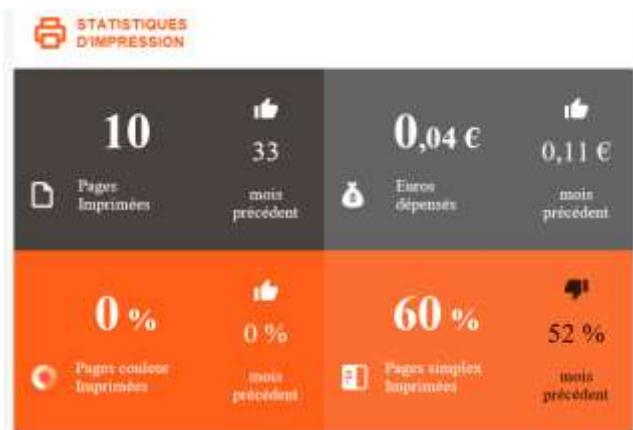 STATISTIQUES
D'IMPRESSION
10
33
Pages
Imprimées
mois
précédent
0,04 €
0,11 €
Euros
dépensés
mois
précédent
0 %
0 %
Pages couleur
Imprimées
mois
précédent
60 %
52 %
Pages simplex
Imprimées
mois
précédent